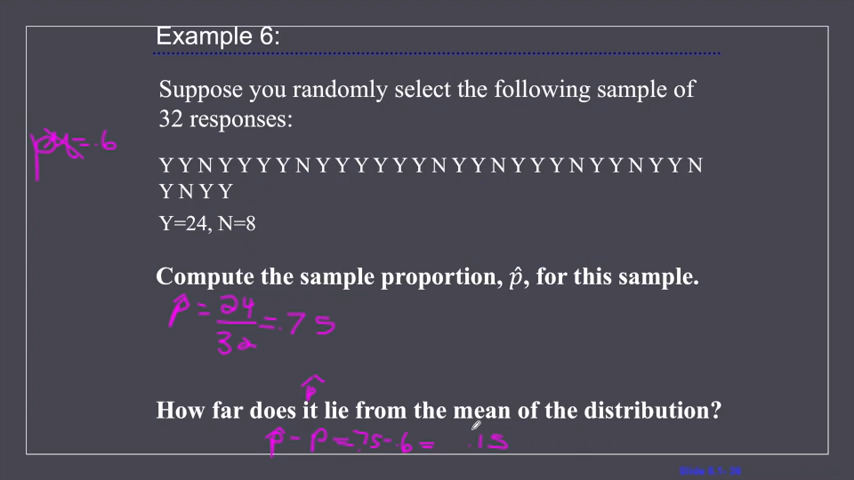 Example 6:
Suppose you randomly select the following sample of
32 responses:
= .6
Y Y N Y Y Y Y N Y Y Y Y Y Y N Y Y N Y Y Y N Y Y N Y Y N
Y N Y Y
Y=24, N=8
Compute the sample proportion, p̂, for this sample.
p̂ = 24/32 = .75
p̂
How far does it lie from the mean of the distribution?
p̂ - p = .75 - .6 = .15